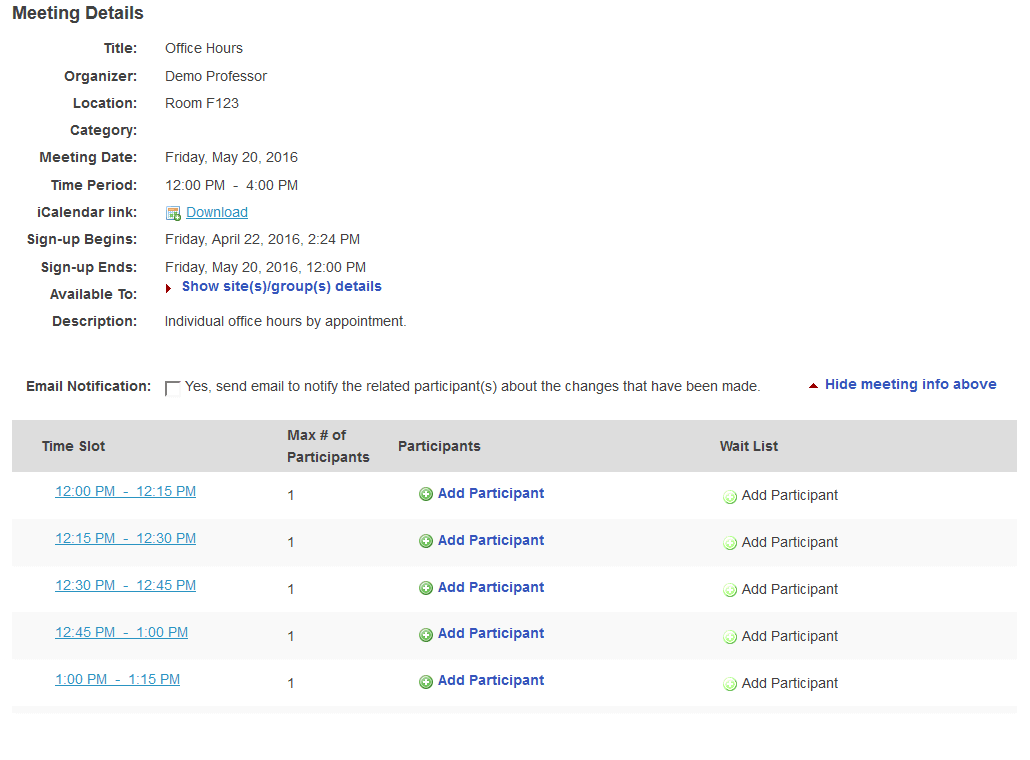 Meeting Details
Title: Office Hours
Organizer: Demo Professor
Location: Room F123
Category:
Meeting Date: Friday, May 20, 2016
Time Period: 12:00 PM - 4:00 PM
iCalendar link: Download
Sign-up Begins: Friday, April 22, 2016, 2:24 PM
Sign-up Ends: Friday, May 20, 2016, 12:00 PM
Available To: Show site(s)/group(s) details
Description: Individual office hours by appointment.
Email Notification: Yes, send email to notify the related participant(s) about the changes that have been made. Hide meeting info above
Time Slot Max # of Participants Participants Wait List
12:00 PM - 12:15 PM 1 Add Participant Add Participant
12:15 PM - 12:30 PM 1 Add Participant Add Participant
12:30 PM - 12:45 PM 1 Add Participant Add Participant
12:45 PM - 1:00 PM 1 Add Participant Add Participant
1:00 PM - 1:15 PM 1 Add Participant Add Participant